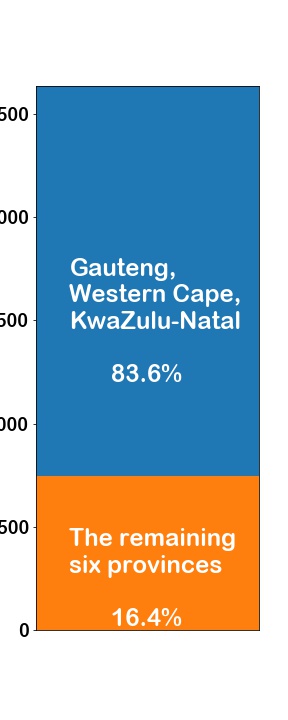 500
000
Gauteng,
Western Cape,
500
KwaZulu-Natal
83.6%
000
500
The remaining
six provinces
16.4%
0